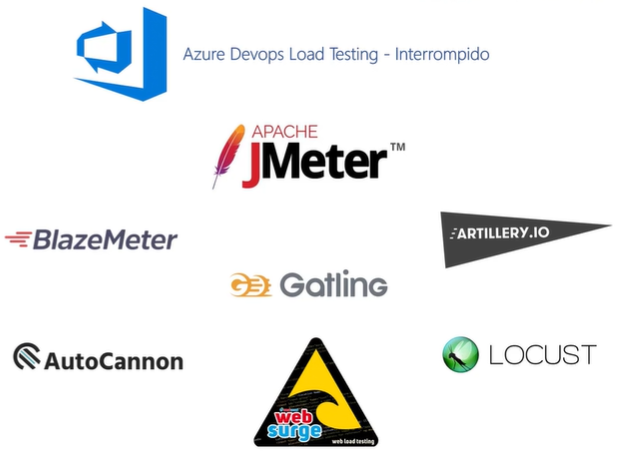 Azure Devops Load Testing - Interrompido
APACHE
JMeter™
BlazeMeter
ARTILLERY.IO
Gatling
AutoCannon
LOCUST
web
surge
web load testing